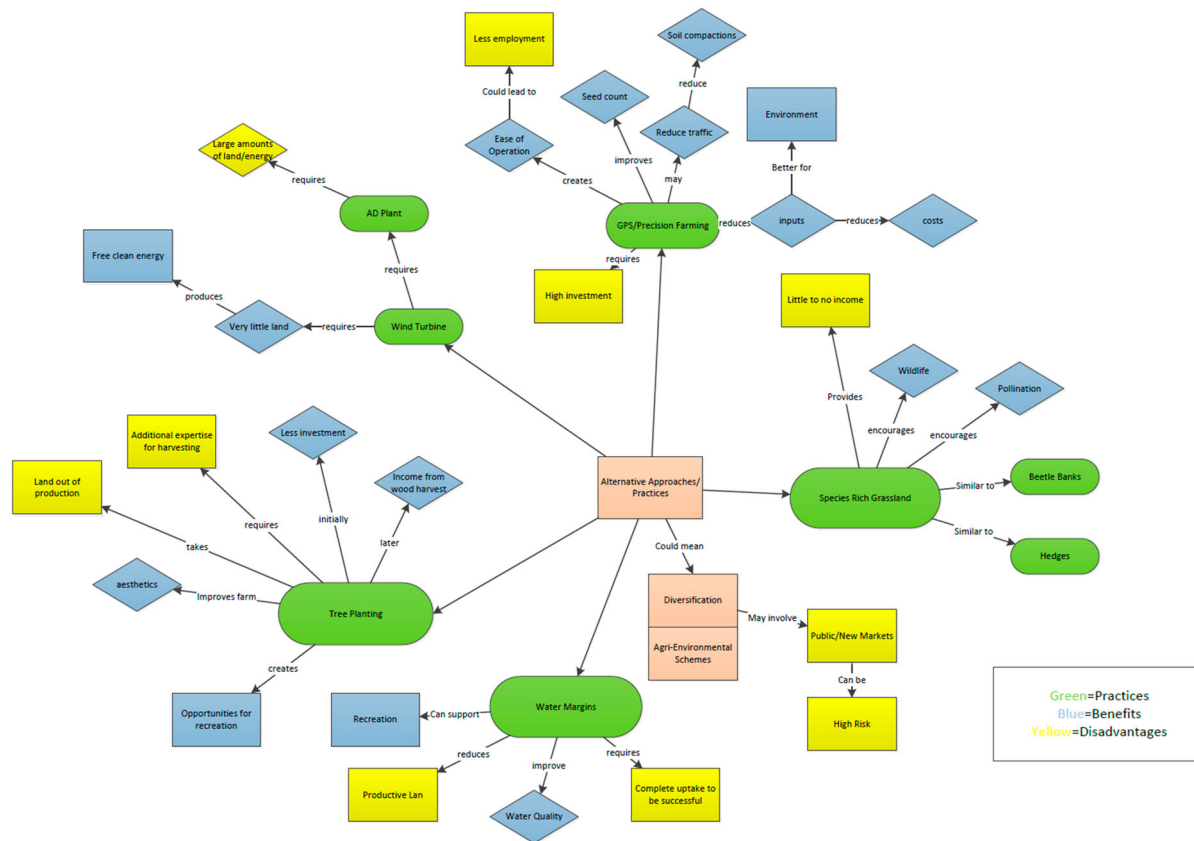 Soil compactions
Less employment
reduce
Could lead to
Seed count
Environment
Reduce traffic
Ease of
Operation
Large amounts
of land/energy
improves
may
Better for
requires
creates
AD Plant
GPS/Precision Farming
reduces
inputs
reduces
costs
Free clean energy
requires
requires
High investment
produces
Little to no income
Very little land
requires
Wind Turbine
Wildlife
Pollination
Provides
Additional expertise
for harvesting
Less investment
encourages
encourages
Income from
wood harvest
Land out of
production
Alternative Approaches/
Practices
Species Rich Grassland
Similar to
Beetle Banks
requires
initially
later
Similar to
Hedges
takes
Could mean
aesthetics
Improves farm
Tree Planting
Diversification
May involve
Public/New Markets
Agri-Environmental
Schemes
creates
Can be
Opportunities for
recreation
Recreation
Can support
Water Margins
High Risk
reduces
improve
requires
Productive Lan
Water Quality
Complete uptake to
be successful
Green=Practices
Blue=Benefits
Yellow=Disadvantages